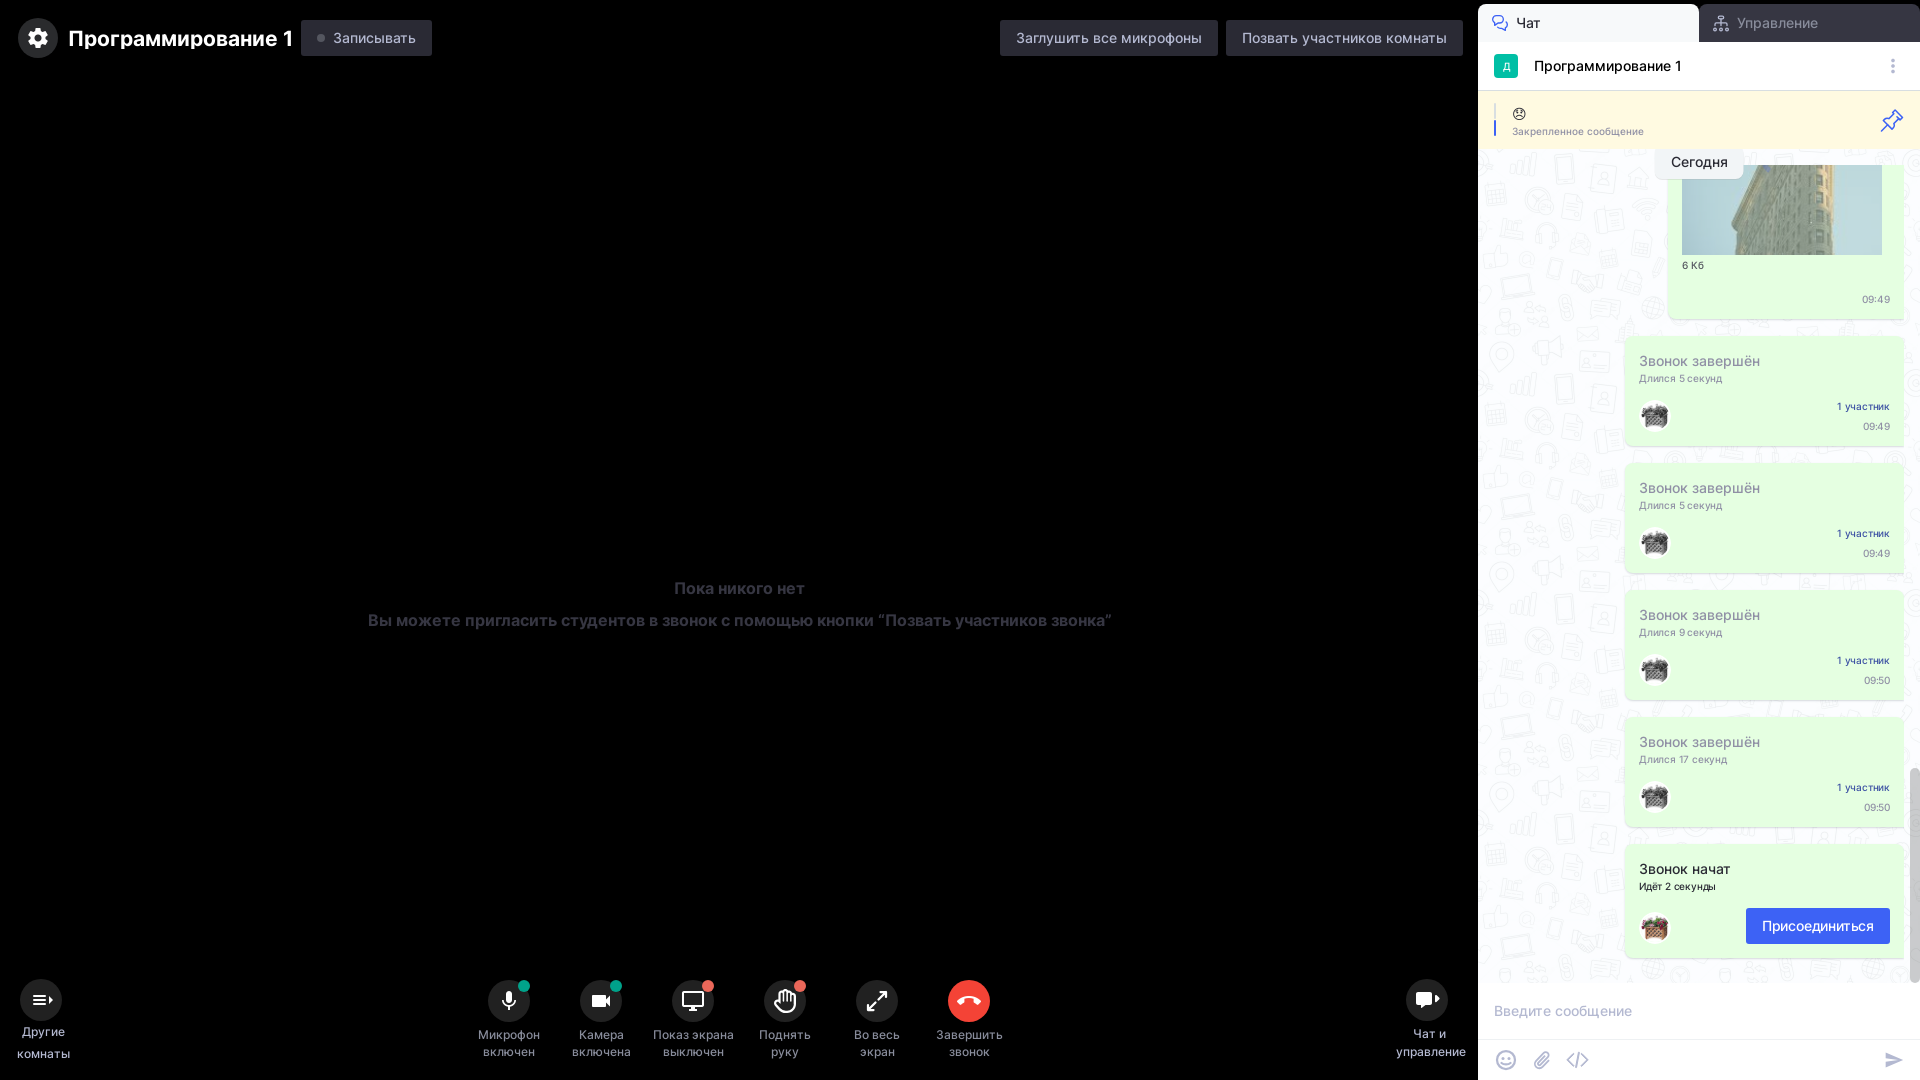 Программирование 1
Записывать
Заглушить все микрофоны
Позвать участников комнаты
Пока никого нет
Вы можете пригласить студентов в звонок с помощью кнопки “Позвать участников звонка”
Другие
комнаты
Микрофон
включен
Камера
включена
Показ экрана
выключен
Поднять
руку
Во весь
экран
Завершить
звонок
Чат и
управление
Чат
Управление
Д
Программирование 1
Закрепленное сообщение
Сегодня
6 Кб
09:49
Звонок завершён
Длился 5 секунд
1 участник
09:49
Звонок завершён
Длился 5 секунд
1 участник
09:49
Звонок завершён
Длился 9 секунд
1 участник
09:50
Звонок завершён
Длился 17 секунд
1 участник
09:50
Звонок начат
Идёт 2 секунды
Присоединиться
Введите сообщение